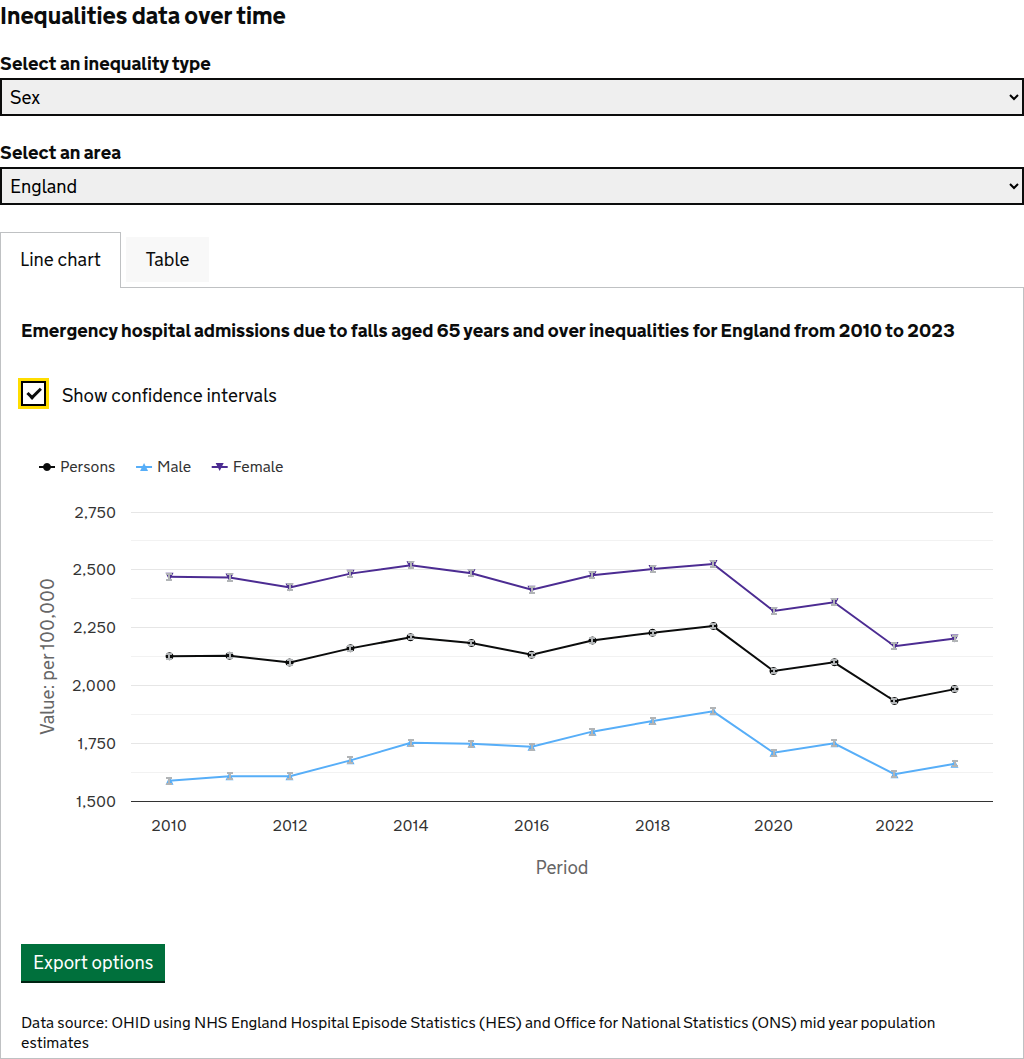 Inequalities data over time
Select an inequality type
Sex
Select an area
England
Line chart
Table
Emergency hospital admissions due to falls aged 65 years and over inequalities for England from 2010 to 2023
Show confidence intervals
Persons
Male
Female
2,750
2,500
2,250
2,000
1,750
1,500
Value: per 100,000
2010
2012
2014
2016
2018
2020
2022
Period
Export options
Data source: OHID using NHS England Hospital Episode Statistics (HES) and Office for National Statistics (ONS) mid year population
estimates